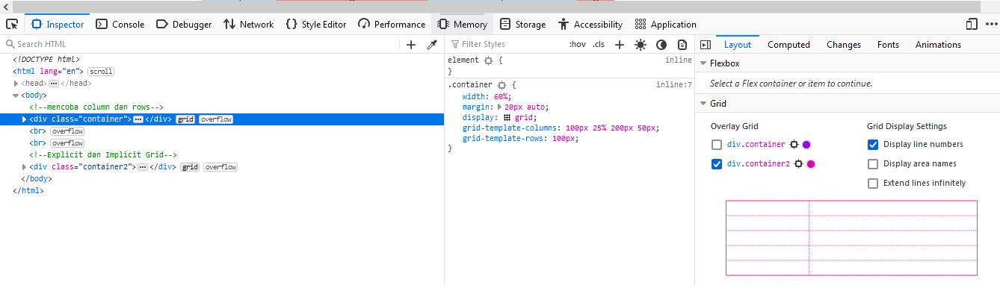 Inspector Console Debugger Network Style Editor Performance Memory Storage Accessibility Application
Search HTML
<!DOCTYPE html>
<html lang="en"> scroll
<head> ••• </head>
<body>
<!--mencoba column dan rows-->
<div class="container"> ••• </div> grid overflow
<br> overflow
<br> overflow
<!--Explicit dan Implicit Grid-->
<div class="container2"> ••• </div> grid overflow
</body>
</html>
Filter Styles :hov .cls
element { inline
}
.container { inline:7
width: 60%;
margin: 20px auto;
display: grid;
grid-template-columns: 100px 25% 200px 50px;
grid-template-rows: 100px;
}
Layout Computed Changes Fonts Animations
Flexbox
Select a Flex container or item to continue.
Grid
Overlay Grid
div.container
div.container2
Grid Display Settings
Display line numbers
Display area names
Extend lines infinitely